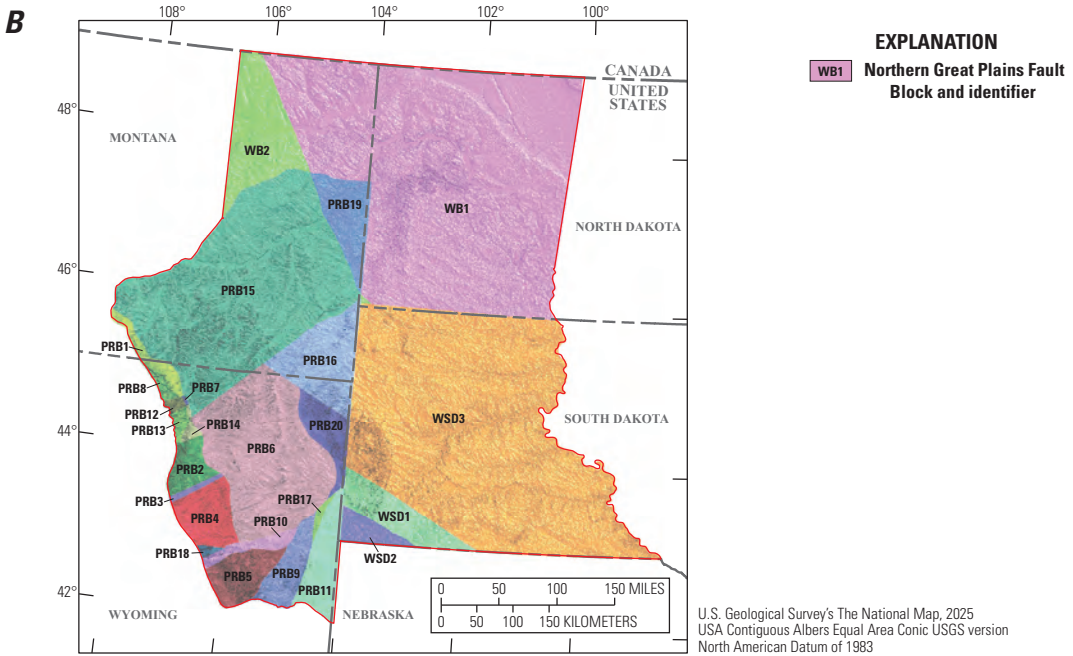 B
108°
106°
104°
102°
100°
EXPLANATION
WB1
Northern Great Plains Fault
Block and identifier
CANADA
UNITED
STATES
48°
MONTANA
WB2
PRB19
WB1
NORTH DAKOTA
46°
PRB15
PRB1
PRB16
PRB8
PRB7
PRB12
PRB13
PRB14
WSD3
SOUTH DAKOTA
44°
PRB20
PRB6
PRB2
PRB3
PRB17
PRB4
PRB10
WSD1
PRB18
WSD2
PRB5
PRB9
PRB11
42°
WYOMING
NEBRASKA
0 50 100 150 MILES
0 50 100 150 KILOMETERS
U.S. Geological Survey's The National Map, 2025
USA Contiguous Albers Equal Area Conic USGS version
North American Datum of 1983